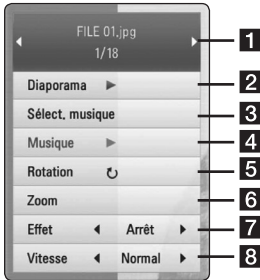 FILE 01.jpg
1/18
1
Diaporama
2
Sélect. musique
3
Musique
4
Rotation
5
Zoom
6
Effet Arrêt
7
Vitesse Normal
8